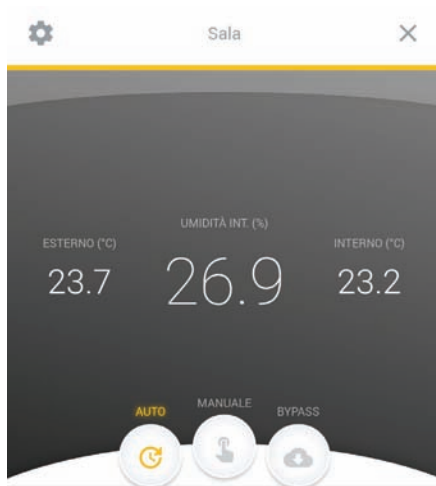 Sala
UMIDITÀ INT. (%)
ESTERNO (°C)
INTERNO (°C)
23.7
26.9
23.2
AUTO
MANUALE
BYPASS